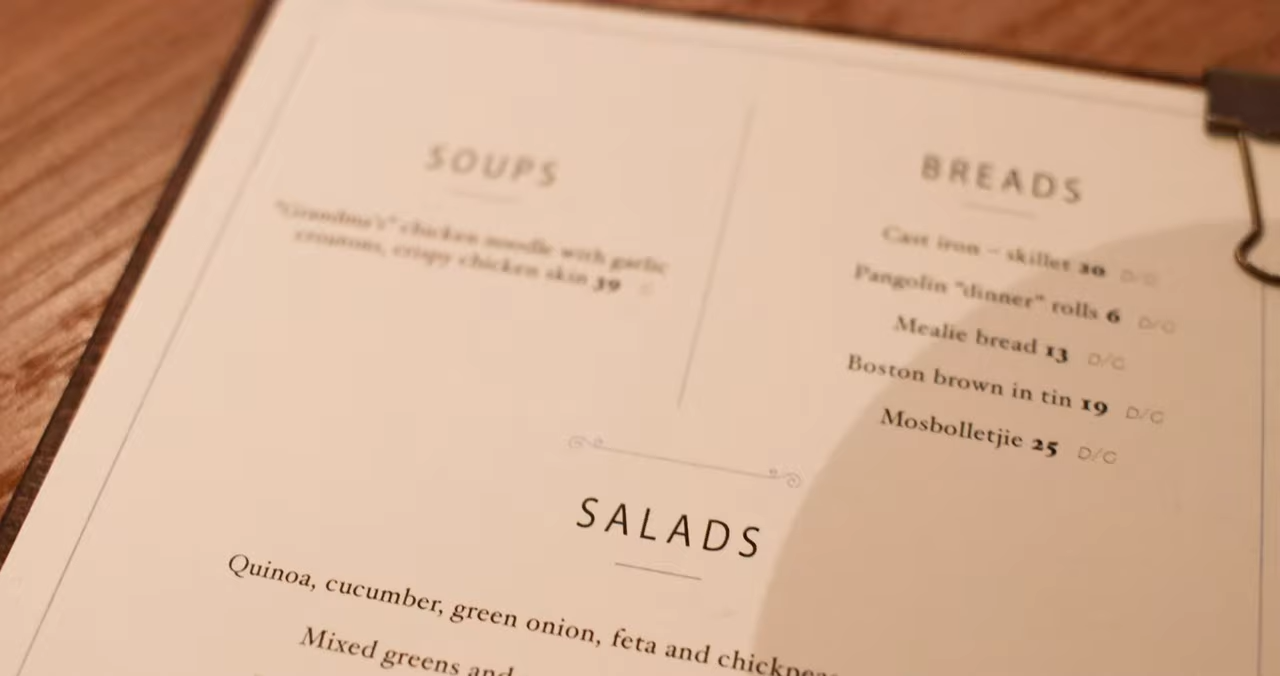 SOUPS
"Grandma's" chicken noodle with garlic
croutons, crispy chicken skin 39
BREADS
Cast iron – skillet 20 D/G
Pangolin "dinner" rolls 6 D/G
Mealie bread 13 D/G
Boston brown in tin 19 D/G
Mosbolletjie 25 D/G
SALADS
Quinoa, cucumber, green onion, feta and
Mixed greens and